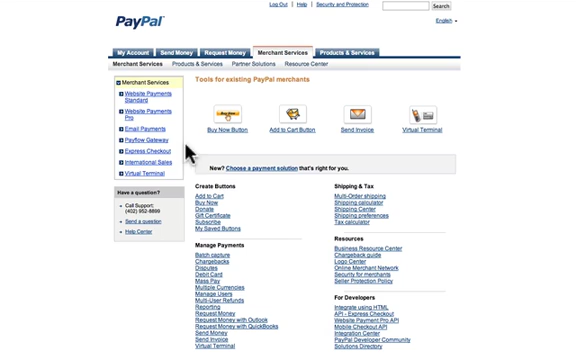 Log Out | Help | Security and Protection
Search
PayPal
English
My Account Send Money Request Money Merchant Services Products & Services
Merchant Services Products & Services Partner Solutions Resource Center
Merchant Services
Website Payments
Standard
Website Payments
Pro
Email Payments
Payflow Gateway
Express Checkout
International Sales
Virtual Terminal
Have a question?
Call Support:
(402) 952-8899
Send a question
Help Center
Tools for existing PayPal merchants
Buy Now
Buy Now Button Add to Cart Button Send Invoice Virtual Terminal
New? Choose a payment solution that's right for you.
Create Buttons
Add to Cart
Buy Now
Donate
Gift Certificate
Subscribe
My Saved Buttons
Manage Payments
Batch capture
Chargebacks
Disputes
Debit Card
Mass Pay
Multiple Currencies
Manage Users
Multi-User Refunds
Reporting
Request Money
Request Money with Outlook
Request Money with QuickBooks
Send Money
Send Invoice
Virtual Terminal
Shipping & Tax
Multi-Order shipping
Shipping calculator
Shipping Center
Shipping preferences
Tax calculator
Resources
Business Resource Center
Chargeback guide
Logo Center
Online Merchant Network
Security for merchants
Seller Protection Policy
For Developers
Integrate using HTML
API - Express Checkout
Website Payment Pro API
Mobile Checkout API
Integration Center
PayPal Developer Community
Solutions Directory